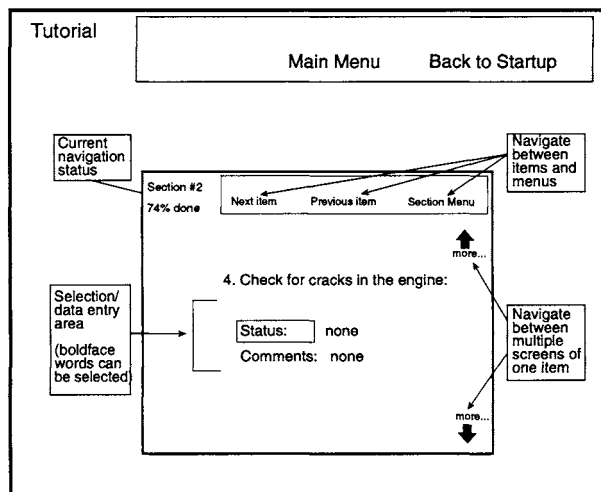 Tutorial
Main Menu Back to Startup
Current
navigation
status
Navigate
between
items and
menus
Section #2
74% done
Next item Previous item Section Menu
more...
4. Check for cracks in the engine:
Selection/
data entry
area
(boldface
words can
be selected)
Status: none
Comments: none
Navigate
between
multiple
screens of
one item
more...